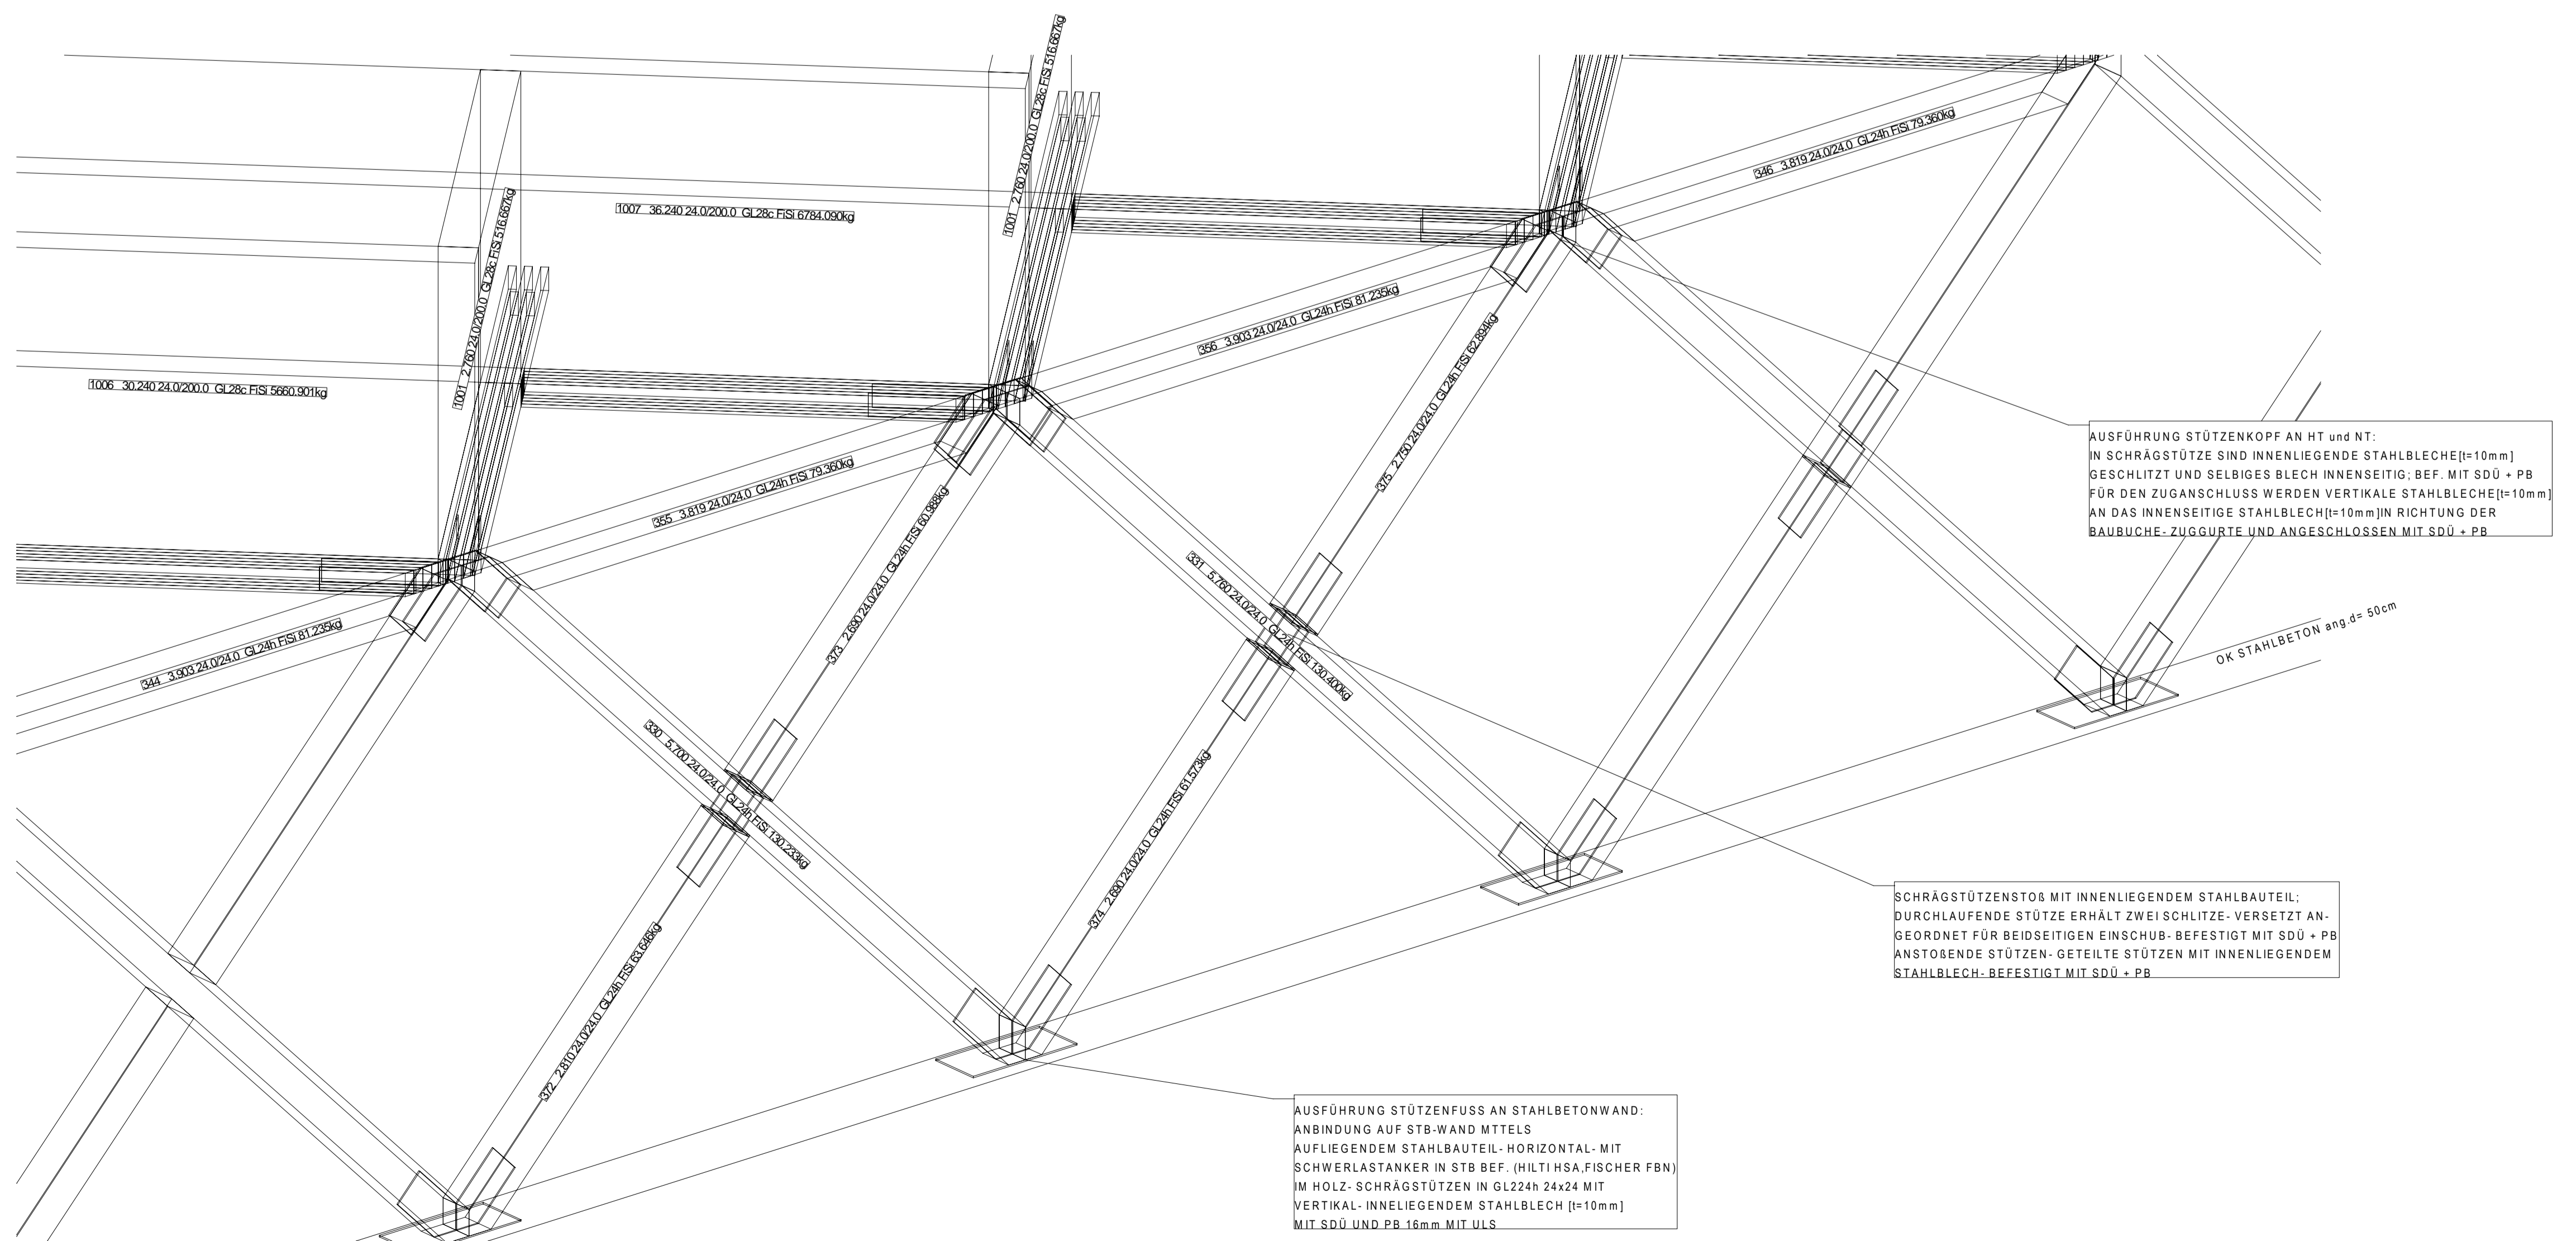 1001   2.760 24.0/200.0  GL28c FiSi 516.667kg
346   3.819 24.0/24.0  GL24h FiSi 79.360kg
1007   36.240 24.0/200.0  GL28c FiSi 6784.090kg
1001   2.760 24.0/200.0  GL28c FiSi 516.667kg
356   3.903 24.0/24.0  GL24h FiSi 81.235kg
375   2.750 24.0/24.0  GL24h FiSi 62.894kg
1006   30.240 24.0/200.0  GL28c FiSi 5660.901kg
AUSFÜHRUNG STÜTZENKOPF AN HT und NT:
IN SCHRÄGSTÜTZE SIND INNENLIEGENDE STAHLBLECHE[t=10mm]
GESCHLITZT UND SELBIGES BLECH INNENSEITIG; BEF. MIT SDÜ + PB
FÜR DEN ZUGANSCHLUSS WERDEN VERTIKALE STAHLBLECHE[t=10mm]
AN DAS INNENSEITIGE STAHLBLECH[t=10mm]IN RICHTUNG DER
BAUBUCHE- ZUGGURTE UND ANGESCHLOSSEN MIT SDÜ + PB
355   3.819 24.0/24.0  GL24h FiSi 79.360kg
373   2.690 24.0/24.0  GL24h FiSi 60.988kg
331   5.760 24.0/24.0  GL24h FiSi 130.400kg
344   3.903 24.0/24.0  GL24h FiSi 81.235kg
OK STAHLBETON ang.d= 50cm
330   5.700 24.0/24.0  GL24h FiSi 130.233kg
374   2.690 24.0/24.0  GL24h FiSi 61.573kg
SCHRÄGSTÜTZENSTOß MIT INNENLIEGENDEM STAHLBAUTEIL;
DURCHLAUFENDE STÜTZE ERHÄLT ZWEI SCHLITZE- VERSETZT AN-
GEORDNET FÜR BEIDSEITIGEN EINSCHUB- BEFESTIGT MIT SDÜ + PB
ANSTOßENDE STÜTZEN- GETEILTE STÜTZEN MIT INNENLIEGENDEM
STAHLBLECH- BEFESTIGT MIT SDÜ + PB
372   2.810 24.0/24.0  GL24h FiSi 63.646kg
AUSFÜHRUNG STÜTZENFUSS AN STAHLBETONWAND:
ANBINDUNG AUF STB-WAND MTTELS
AUFLIEGENDEM STAHLBAUTEIL- HORIZONTAL- MIT
SCHWERLASTANKER IN STB BEF. (HILTI HSA,FISCHER FBN)
IM HOLZ- SCHRÄGSTÜTZEN IN GL224h 24x24 MIT
VERTIKAL- INNELIEGENDEM STAHLBLECH [t=10mm]
MIT SDÜ UND PB 16mm MIT ULS